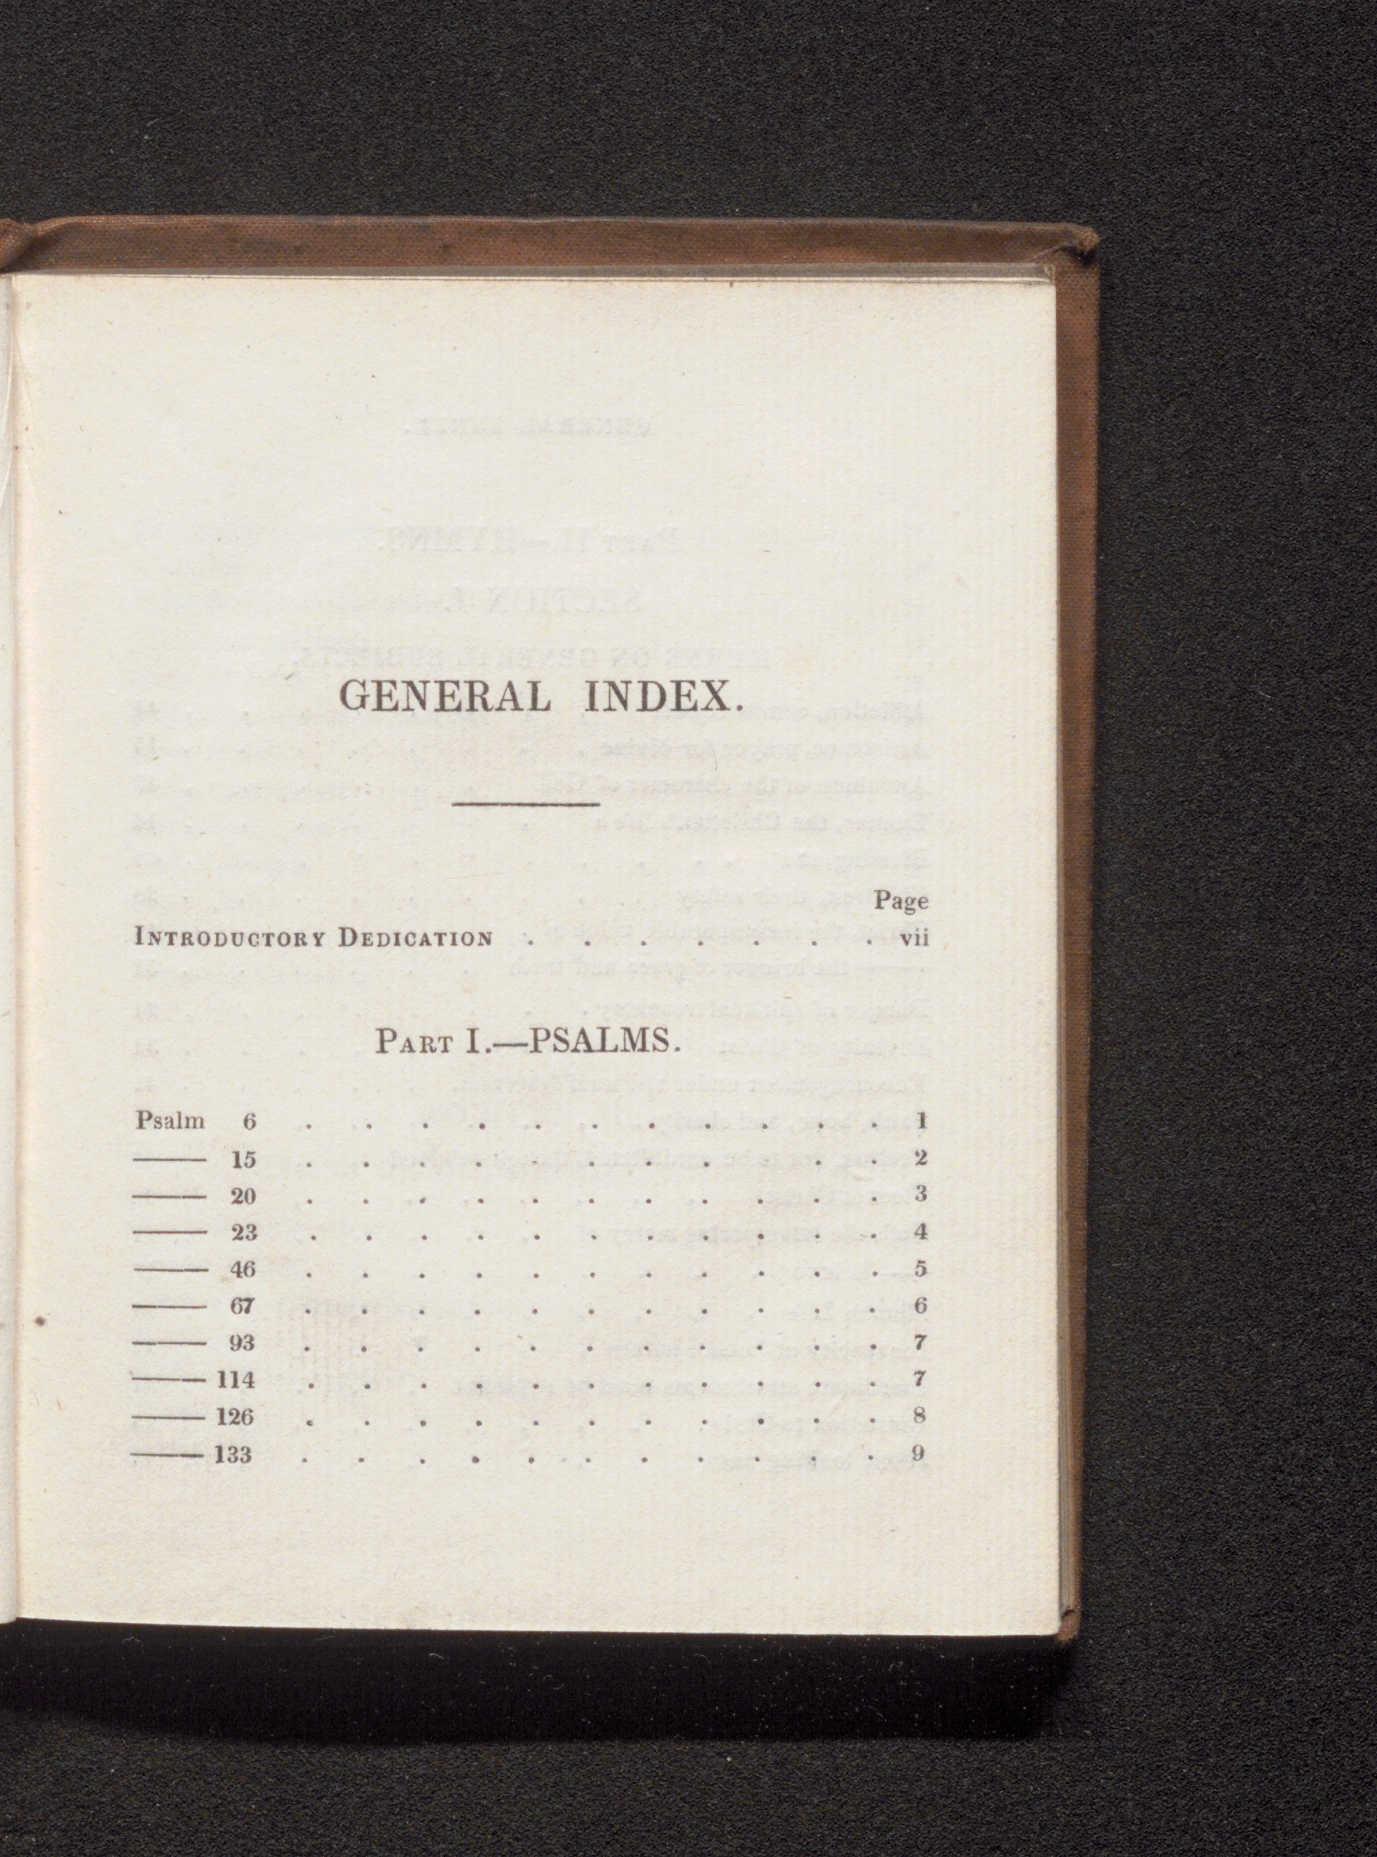 GENERAL INDEX.
Page
INTRODUCTORY DEDICATION . . . . . . . vii
PART I.—PSALMS.
Psalm 6 . . . . . . . . . . 1
—— 15 . . . . . . . . . . . 2
—— 20 . . . . . . . . . . . 3
—— 23 . . . . . . . . . . . 4
—— 46 . . . . . . . . . . . 5
—— 67 . . . . . . . . . . . 6
—— 93 . . . . . . . . . . . 7
—— 114 . . . . . . . . . . . 7
—— 126 . . . . . . . . . . . 8
—— 133 . . . . . . . . . . . 9